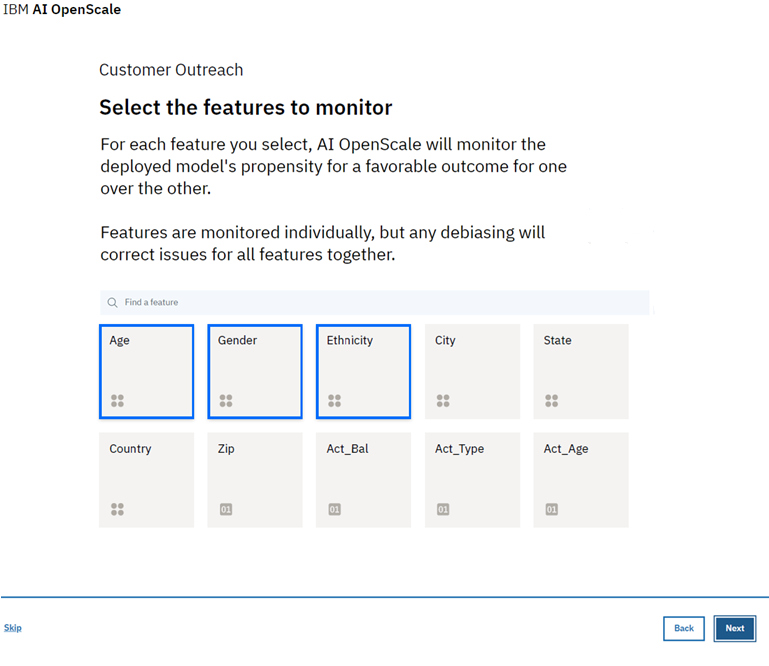 IBM AI OpenScale
Customer Outreach
Select the features to monitor
For each feature you select, AI OpenScale will monitor the
deployed model's propensity for a favorable outcome for one
over the other.
Features are monitored individually, but any debiasing will
correct issues for all features together.
Find a feature
Age
Gender
Ethnicity
City
State
Country
Zip
01
Act_Bal
01
Act_Type
01
Act_Age
01
Skip
Back
Next